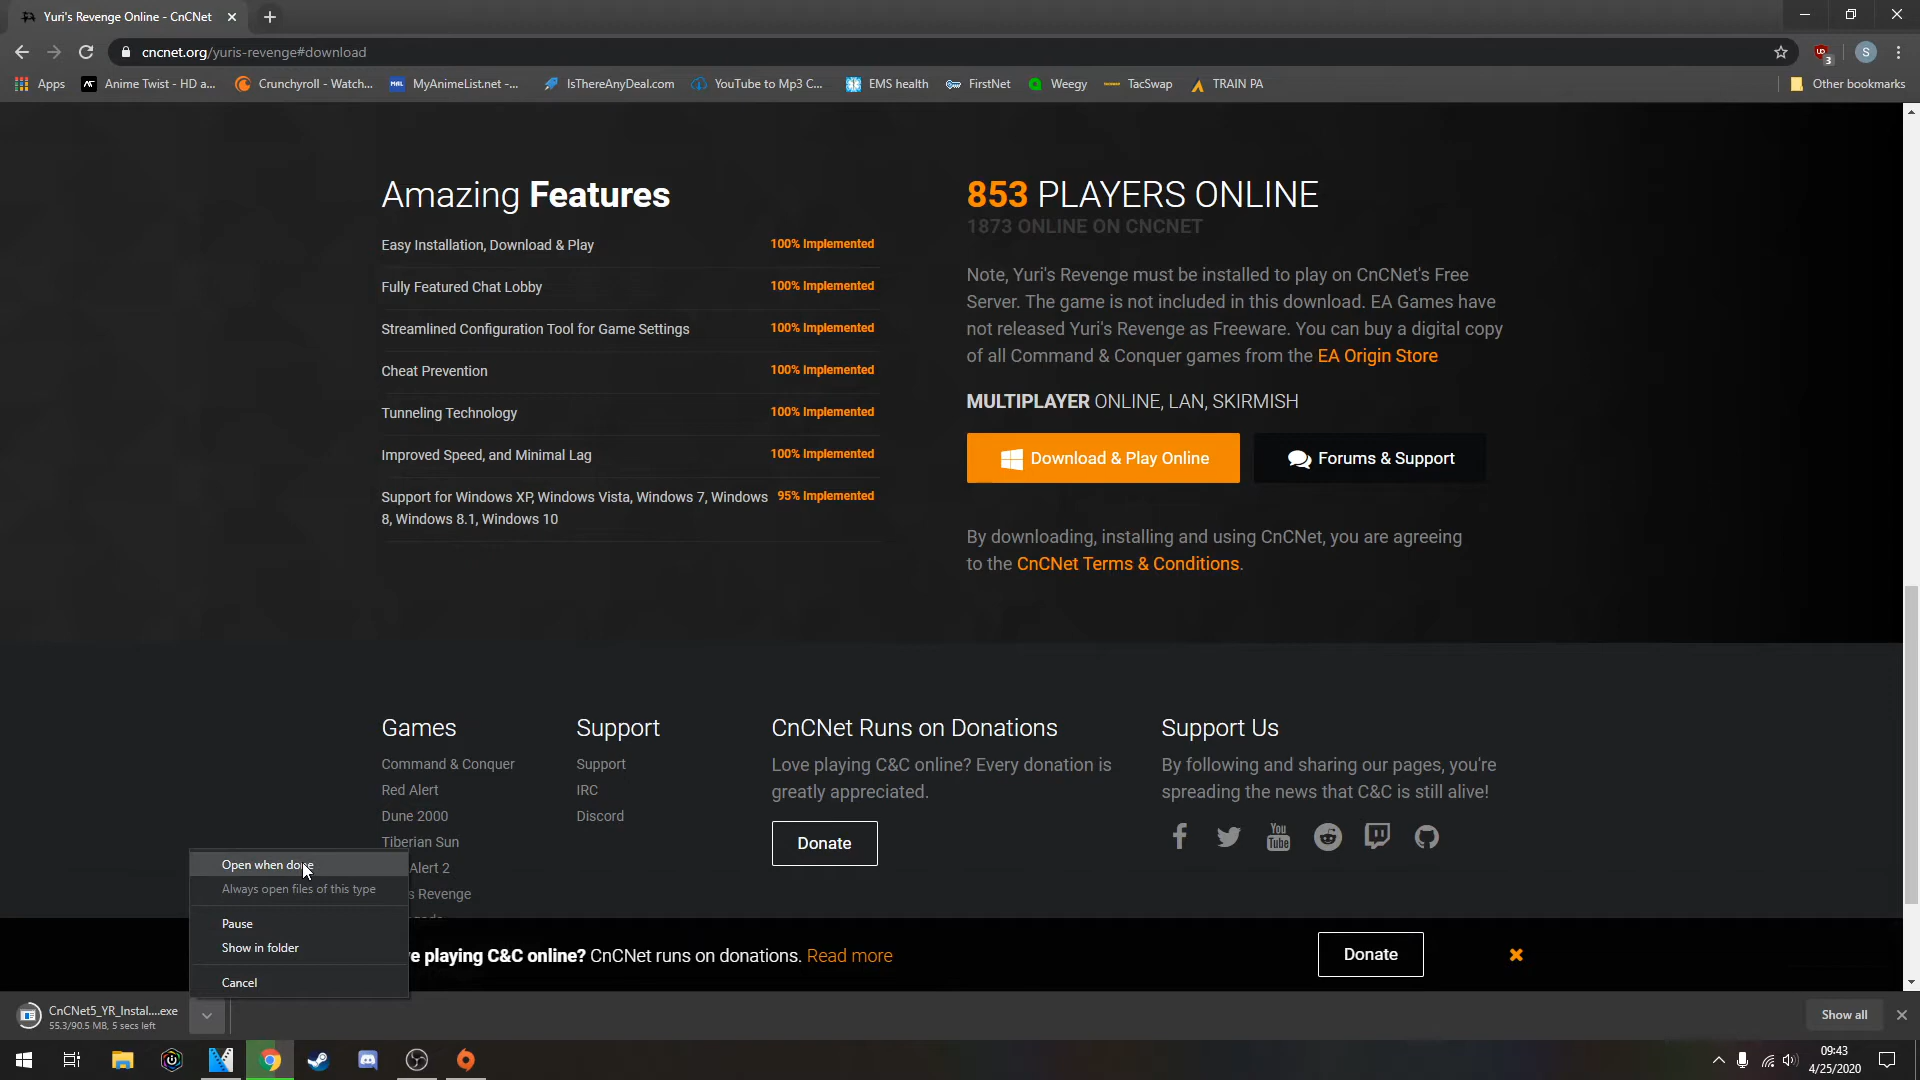 Yuri's Revenge Online - CnCNet
cncnet.org/yuris-revenge#download
3
S
Apps
Anime Twist - HD a...
Crunchyroll - Watch...
MAL
MyAnimeList.net -...
IsThereAnyDeal.com
YouTube to Mp3 C...
EMS health
FirstNet
Weegy
TacSwap
TRAIN PA
Other bookmarks
Amazing Features
Easy Installation, Download & Play 100% Implemented
Fully Featured Chat Lobby 100% Implemented
Streamlined Configuration Tool for Game Settings 100% Implemented
Cheat Prevention 100% Implemented
Tunneling Technology 100% Implemented
Improved Speed, and Minimal Lag 100% Implemented
Support for Windows XP, Windows Vista, Windows 7, Windows 95% Implemented
8, Windows 8.1, Windows 10
853 PLAYERS ONLINE
1873 ONLINE ON CNCNET
Note, Yuri's Revenge must be installed to play on CnCNet's Free
Server. The game is not included in this download. EA Games have
not released Yuri's Revenge as Freeware. You can buy a digital copy
of all Command & Conquer games from the EA Origin Store
MULTIPLAYER ONLINE, LAN, SKIRMISH
Download & Play Online
Forums & Support
By downloading, installing and using CnCNet, you are agreeing
to the CnCNet Terms & Conditions.
Games
Command & Conquer
Red Alert
Dune 2000
Tiberian Sun
Alert 2
s Revenge
Support
Support
IRC
Discord
CnCNet Runs on Donations
Love playing C&C online? Every donation is
greatly appreciated.
Donate
Support Us
By following and sharing our pages, you're
spreading the news that C&C is still alive!
You
Tube
Open when done
Always open files of this type
Pause
Show in folder
Cancel
e playing C&C online? CnCNet runs on donations. Read more
Donate
CnCNet5_YR_Instal....exe
55.3/90.5 MB, 5 secs left
Show all
09:43
4/25/2020